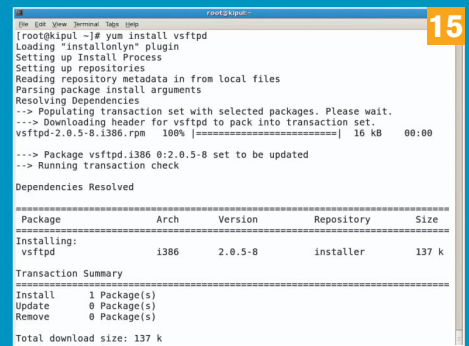 root@kipul:~
File Edit View Terminal Tabs Help
15
[root@kipul ~]# yum install vsftpd
Loading "installonlyn" plugin
Setting up Install Process
Setting up repositories
Reading repository metadata in from local files
Parsing package install arguments
Resolving Dependencies
--> Populating transaction set with selected packages. Please wait.
---> Downloading header for vsftpd to pack into transaction set.
vsftpd-2.0.5-8.i386.rpm 100% |=========================| 16 kB 00:00
---> Package vsftpd.i386 0:2.0.5-8 set to be updated
--> Running transaction check
Dependencies Resolved
Package Arch Version Repository Size
Installing:
vsftpd i386 2.0.5-8 installer 137 k
Transaction Summary
Install 1 Package(s)
Update 0 Package(s)
Remove 0 Package(s)
Total download size: 137 k